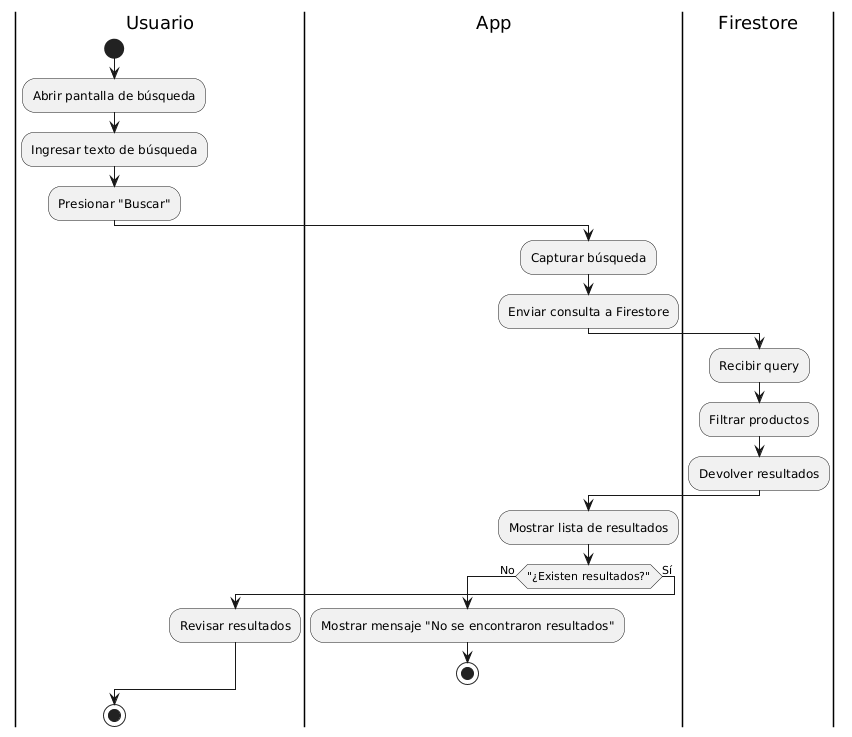 Usuario
App
Firestore
Abrir pantalla de búsqueda
Ingresar texto de búsqueda
Presionar "Buscar"
Capturar búsqueda
Enviar consulta a Firestore
Recibir query
Filtrar productos
Devolver resultados
Mostrar lista de resultados
No
"¿Existen resultados?"
Sí
Revisar resultados
Mostrar mensaje "No se encontraron resultados"